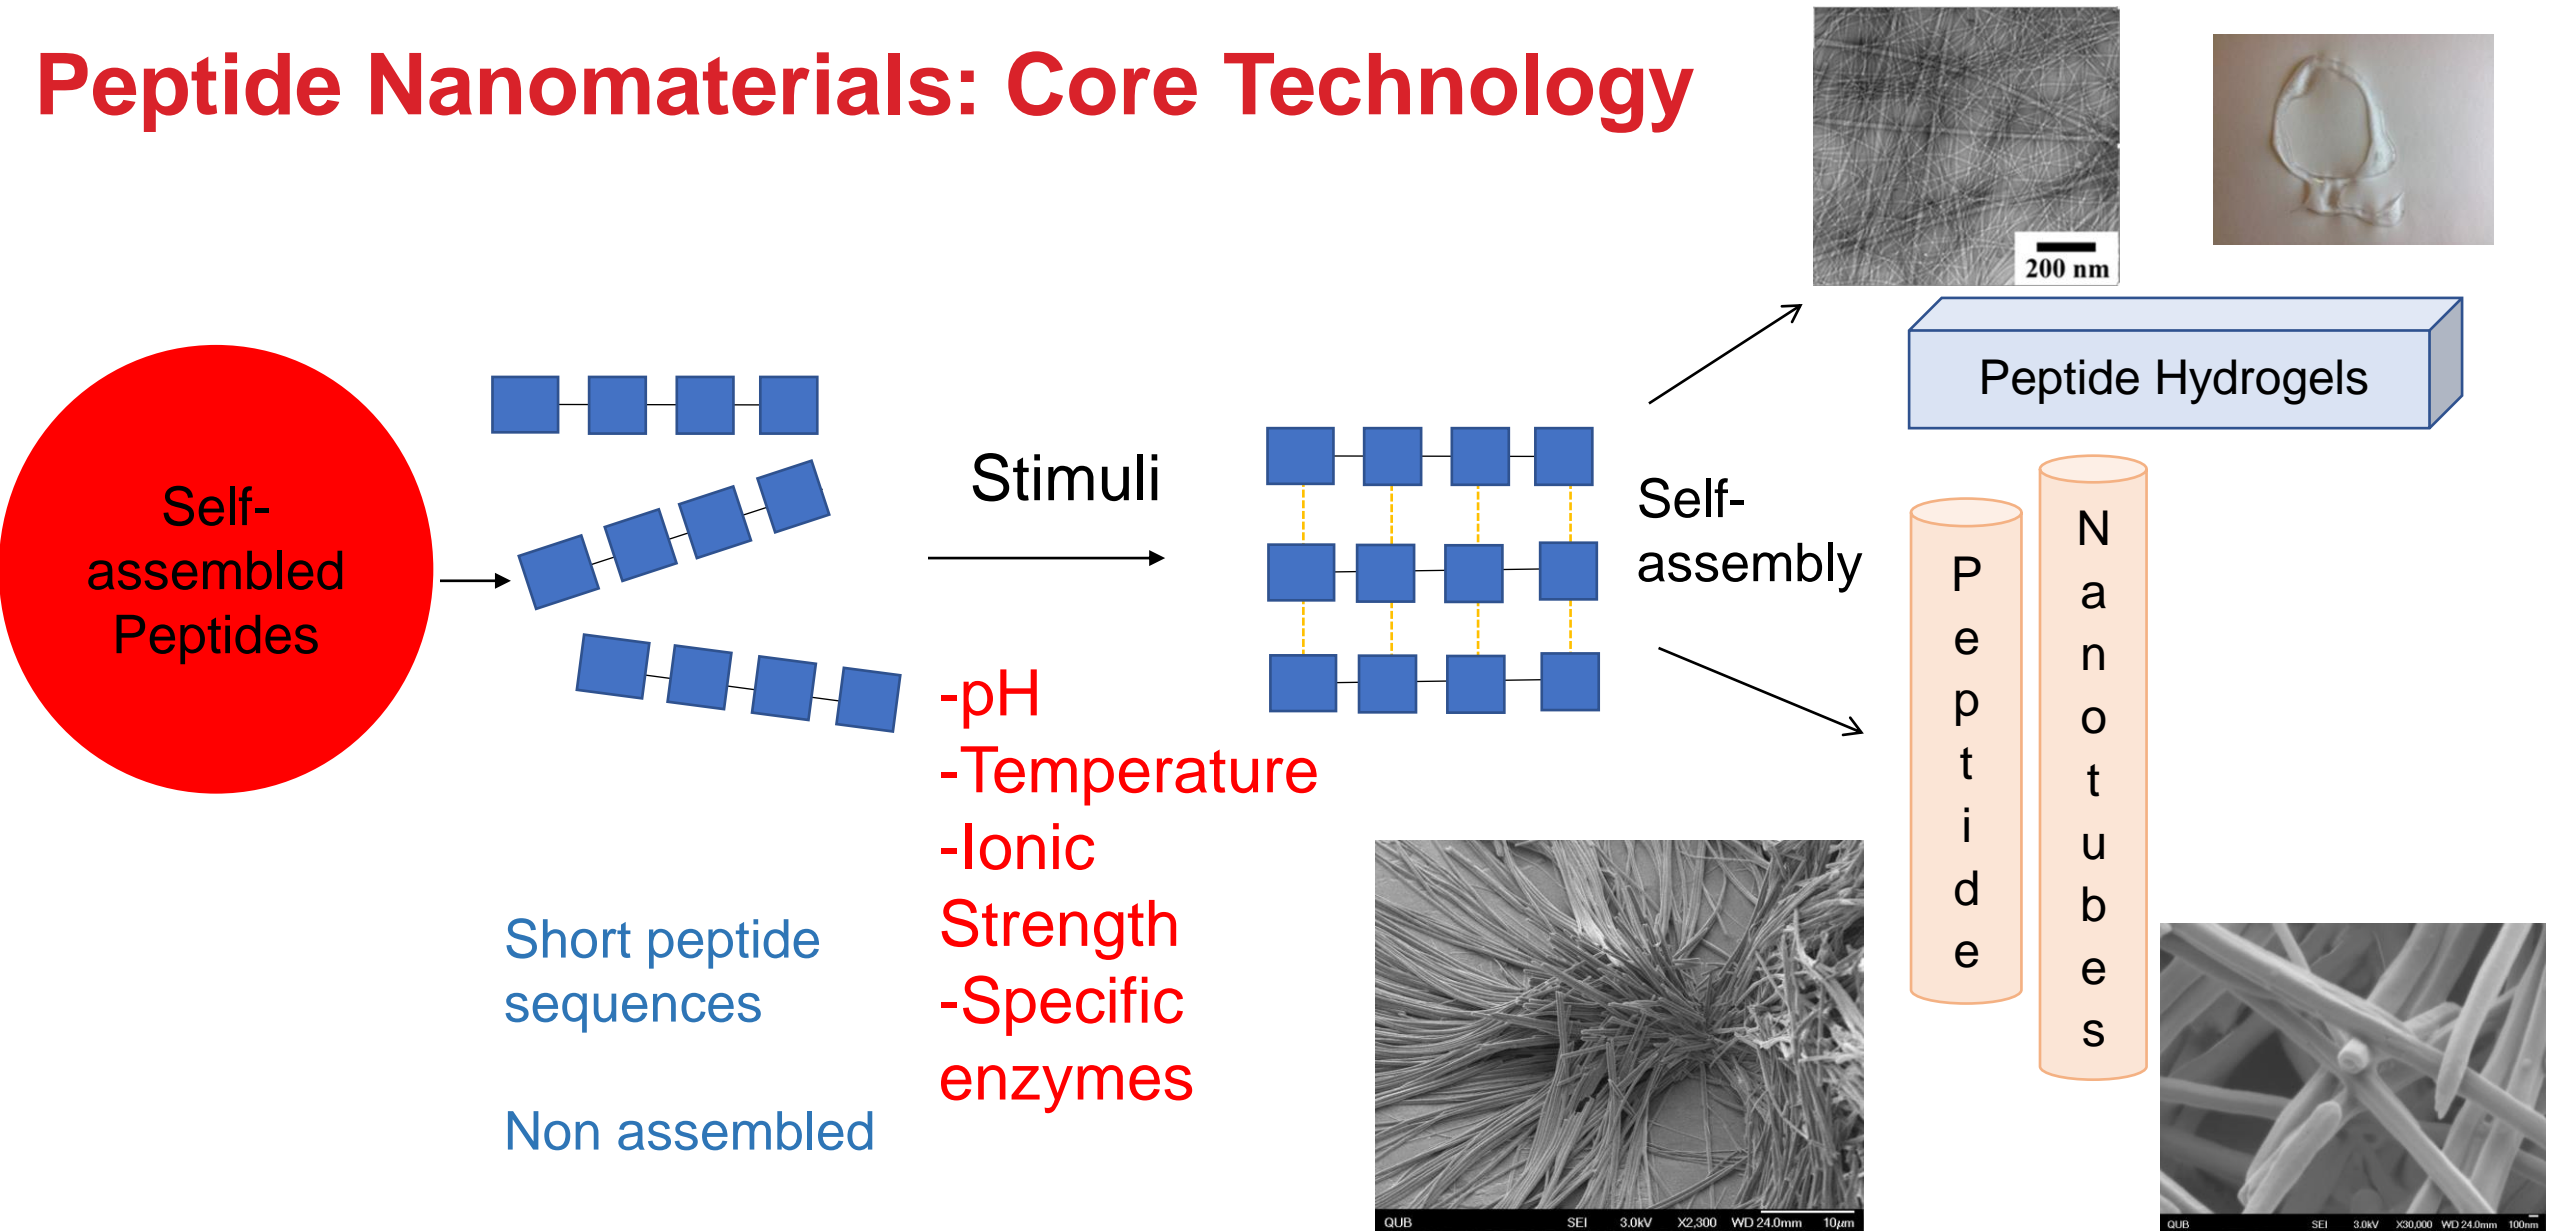 Peptide Nanomaterials: Core Technology
200 nm
Peptide Hydrogels
Self-
assembled
Peptides
Stimuli
Self-
assembly
-pH
-Temperature
-Ionic
Strength
-Specific
enzymes
Short peptide
sequences
Non assembled
Peptide
Nanotubes
QUB SEI 3.0kV X2,300 WD 24.0mm 10µm
QUB SEI 3.0kV X30,000 WD 24.0mm 100nm